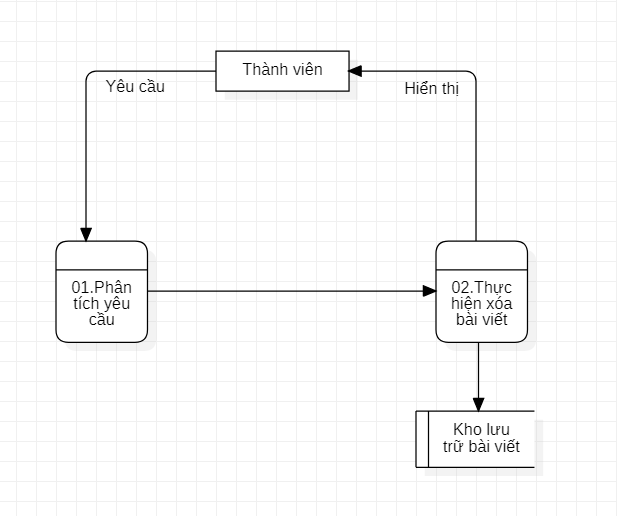 Thành viên
Yêu cầu
Hiển thị
01.Phân
tích yêu
cầu
02.Thực
hiện xóa
bài viết
Kho lưu
trữ bài viết